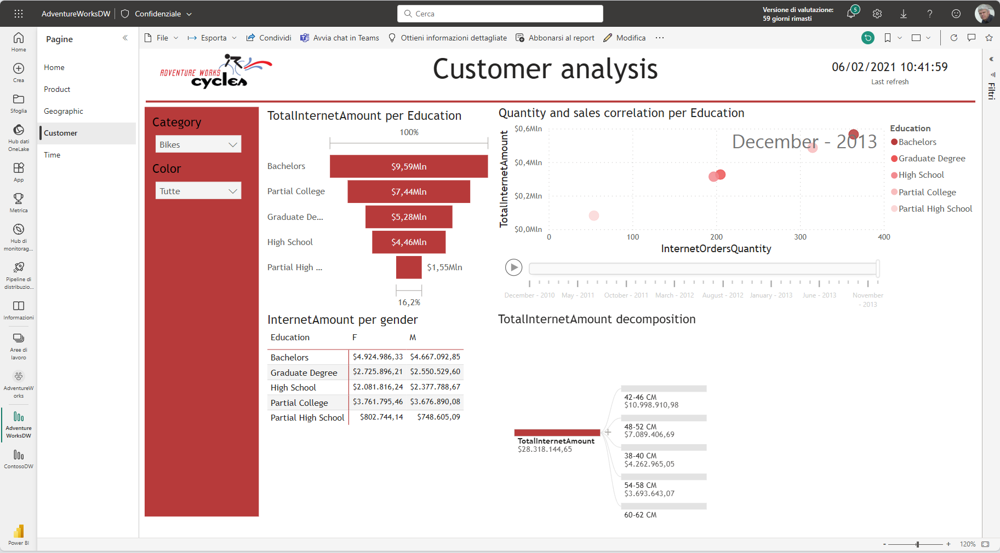 AdventureWorksDW
Confidenziale
Cerca
Versione di valutazione:
59 giorni rimasti
5
Home
Crea
Sfoglia
Hub dati
OneLake
App
Metrica
Hub di
monitorag...
Pipeline di
distribuzio...
Informazioni
Aree di
lavoro
AdventureW
orks
Adventure
WorksDW
ContosoDW
Power BI
Pagine
Home
Product
Geographic
Customer
Time
File
Esporta
Condividi
Avvia chat in Teams
Ottieni informazioni dettagliate
Abbonarsi al report
Modifica
ADVENTURE WORKS
cycles
Customer analysis
06/02/2021 10:41:59
Last refresh
Filtri
Category
Bikes
Color
Tutte
TotalInternetAmount per Education
100%
Bachelors $9,59Mln
Partial College $7,44Mln
Graduate De... $5,28Mln
High School $4,46Mln
Partial High ... $1,55Mln
16,2%
Quantity and sales correlation per Education
TotalInternetAmount
$0,6Mln
$0,4Mln
$0,2Mln
$0,0Mln
December - 2013
0 100 200 300 400
InternetOrdersQuantity
Education
Bachelors
Graduate Degree
High School
Partial College
Partial High School
December - 2010 May - 2011 October - 2011 March - 2012 August - 2012 January - 2013 June - 2013 November
- 2013
InternetAmount per gender
Education F M
Bachelors $4.924.986,33 $4.667.092,85
Graduate Degree $2.725.896,21 $2.550.529,60
High School $2.081.816,24 $2.377.788,67
Partial College $3.761.795,46 $3.676.890,08
Partial High School $802.744,14 $748.605,09
TotalInternetAmount decomposition
TotalInternetAmount
$28.318.144,65
42-46 CM
$10.998.910,98
48-52 CM
$7.089.406,69
38-40 CM
$4.262.965,05
54-58 CM
$3.693.643,07
60-62 CM
- + 120%